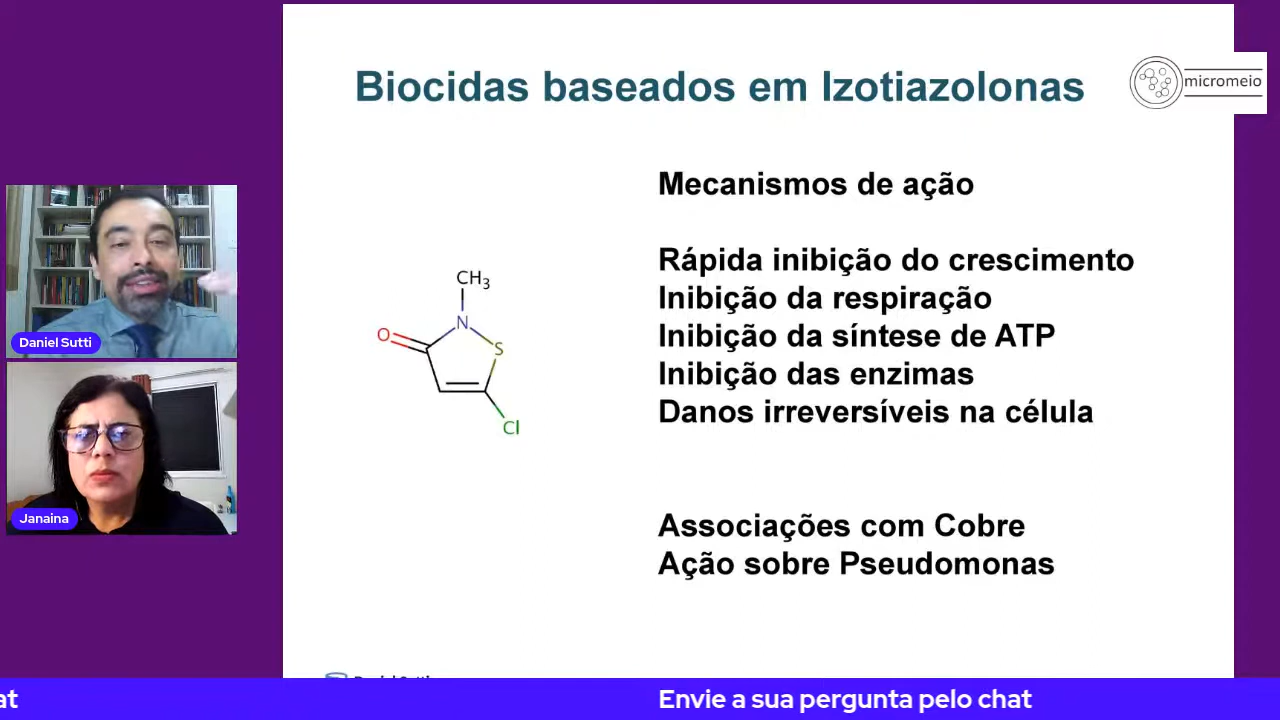 Biocidas baseados em Izotiazolonas
micromeio
Mecanismos de ação
Rápida inibição do crescimento
Inibição da respiração
Inibição da síntese de ATP
Inibição das enzimas
Danos irreversíveis na célula
Associações com Cobre
Ação sobre Pseudomonas
CH3
N
O
S
Cl
Daniel Sutti
Janaina
Daniel Sutti
at
Envie a sua pergunta pelo chat